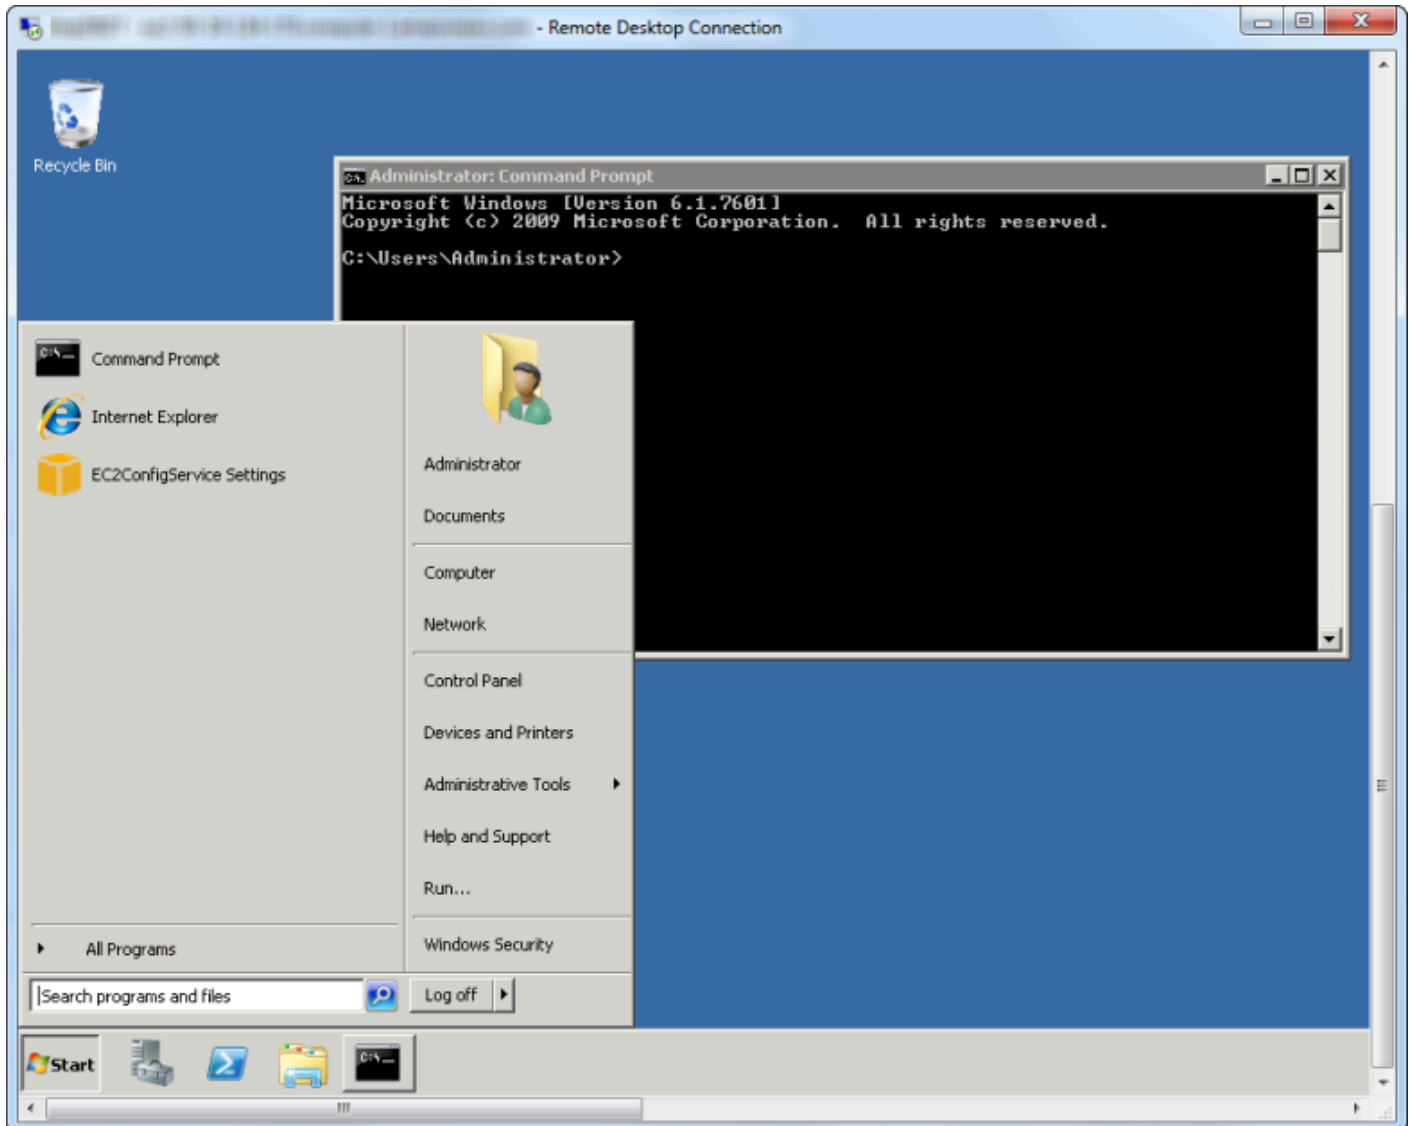 - Remote Desktop Connection
Recycle Bin
Administrator: Command Prompt
Microsoft Windows [Version 6.1.7601]
Copyright (c) 2009 Microsoft Corporation.  All rights reserved.
C:\Users\Administrator>
Command Prompt
Internet Explorer
EC2ConfigService Settings
All Programs
Search programs and files
Administrator
Documents
Computer
Network
Control Panel
Devices and Printers
Administrative Tools
Help and Support
Run...
Windows Security
Log off
Start